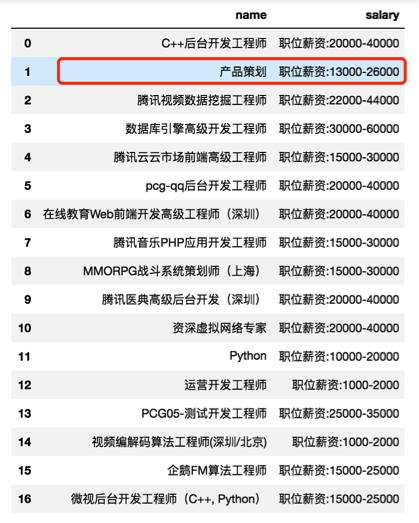 name salary
0 C++后台开发工程师 职位薪资:20000-40000
1 产品策划 职位薪资:13000-26000
2 腾讯视频数据挖掘工程师 职位薪资:22000-44000
3 数据库引擎高级开发工程师 职位薪资:30000-60000
4 腾讯云云市场前端高级工程师 职位薪资:15000-30000
5 pcg-qq后台开发工程师 职位薪资:20000-40000
6 在线教育Web前端开发高级工程师（深圳） 职位薪资:20000-40000
7 腾讯音乐PHP应用开发工程师 职位薪资:15000-30000
8 MMORPG战斗系统策划师（上海） 职位薪资:15000-30000
9 腾讯医典高级后台开发（深圳） 职位薪资:20000-40000
10 资深虚拟网络专家 职位薪资:20000-40000
11 Python 职位薪资:10000-20000
12 运营开发工程师 职位薪资:1000-2000
13 PCG05-测试开发工程师 职位薪资:25000-35000
14 视频编解码算法工程师(深圳/北京) 职位薪资:1000-2000
15 企鹅FM算法工程师 职位薪资:15000-25000
16 微视后台开发工程师（C++, Python） 职位薪资:15000-25000